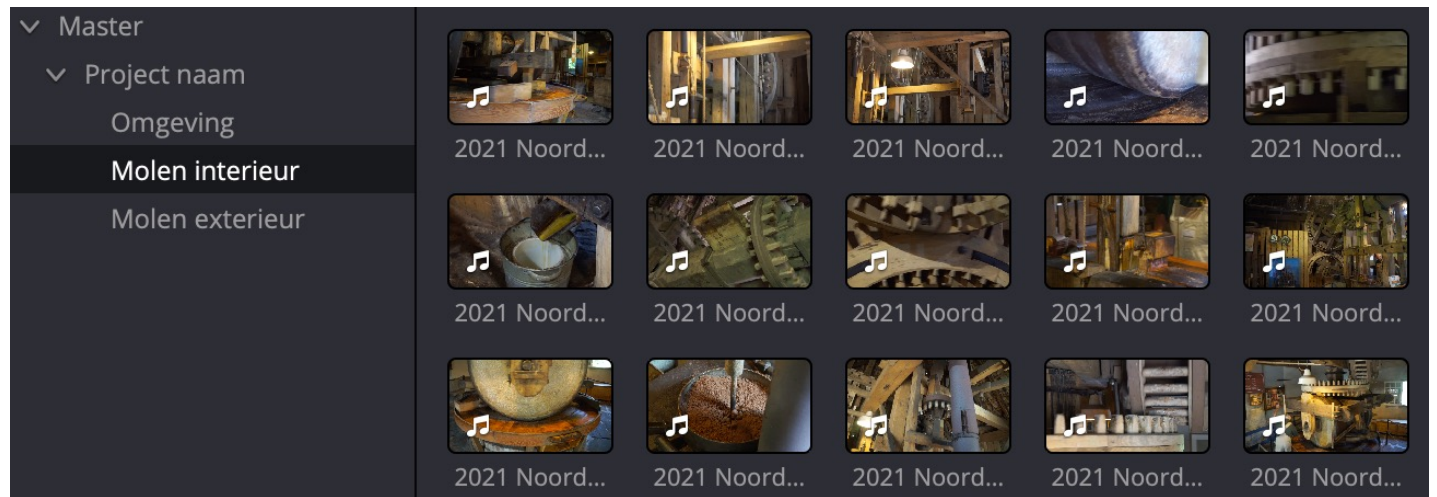 Master
Project naam
Omgeving
Molen interieur
Molen exterieur
2021 Noord... 2021 Noord... 2021 Noord... 2021 Noord... 2021 Noord...
2021 Noord... 2021 Noord... 2021 Noord... 2021 Noord... 2021 Noord...
2021 Noord... 2021 Noord... 2021 Noord... 2021 Noord... 2021 Noord...